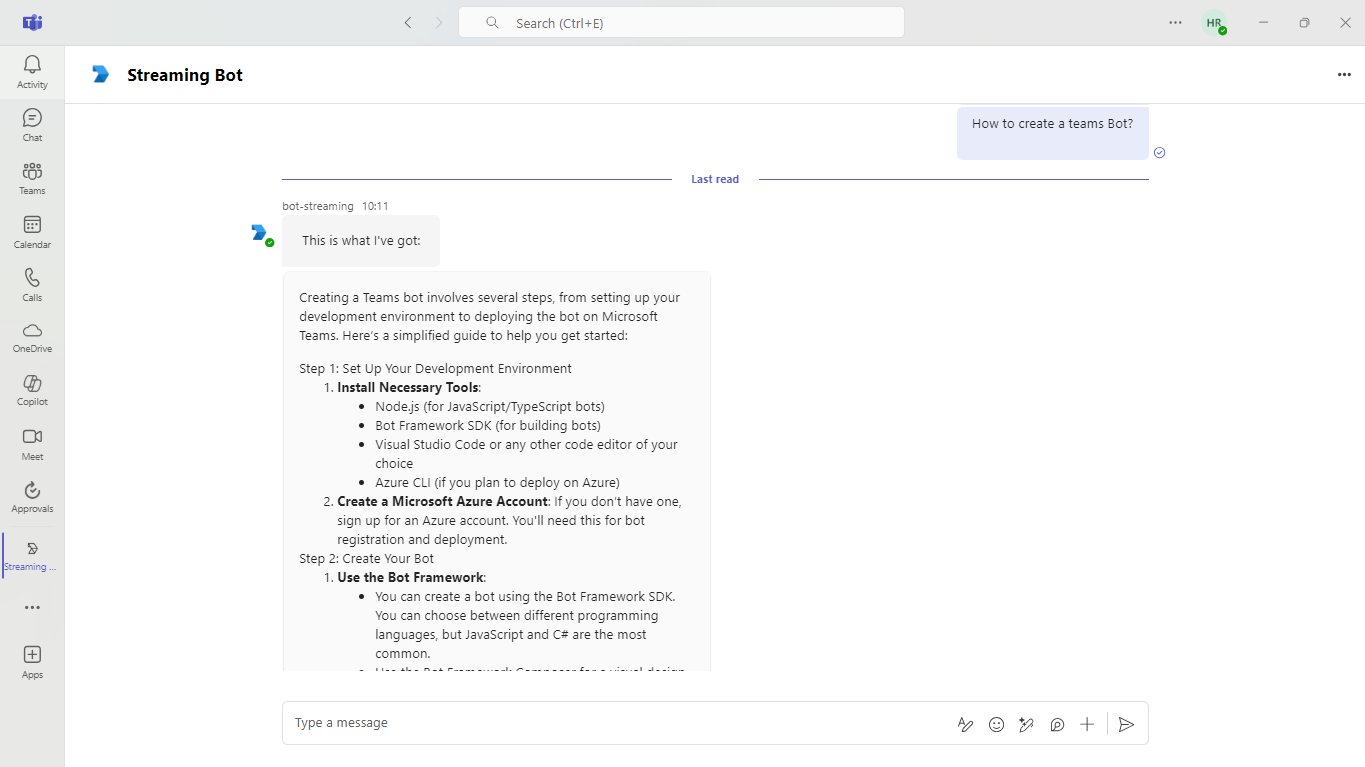 Search (Ctrl+E)
HR
Activity
Chat
Teams
Calendar
Calls
OneDrive
Copilot
Meet
Approvals
Streaming ...
Apps
Streaming Bot
How to create a teams Bot?
Last read
bot-streaming 10:11
This is what I've got:
Creating a Teams bot involves several steps, from setting up your
development environment to deploying the bot on Microsoft
Teams. Here's a simplified guide to help you get started:
Step 1: Set Up Your Development Environment
1. Install Necessary Tools:
• Node.js (for JavaScript/TypeScript bots)
• Bot Framework SDK (for building bots)
• Visual Studio Code or any other code editor of your
choice
• Azure CLI (if you plan to deploy on Azure)
2. Create a Microsoft Azure Account: If you don't have one,
sign up for an Azure account. You'll need this for bot
registration and deployment.
Step 2: Create Your Bot
1. Use the Bot Framework:
• You can create a bot using the Bot Framework SDK.
You can choose between different programming
languages, but JavaScript and C# are the most
common.
• Use the Bot Framework Composer for a visual design
Type a message